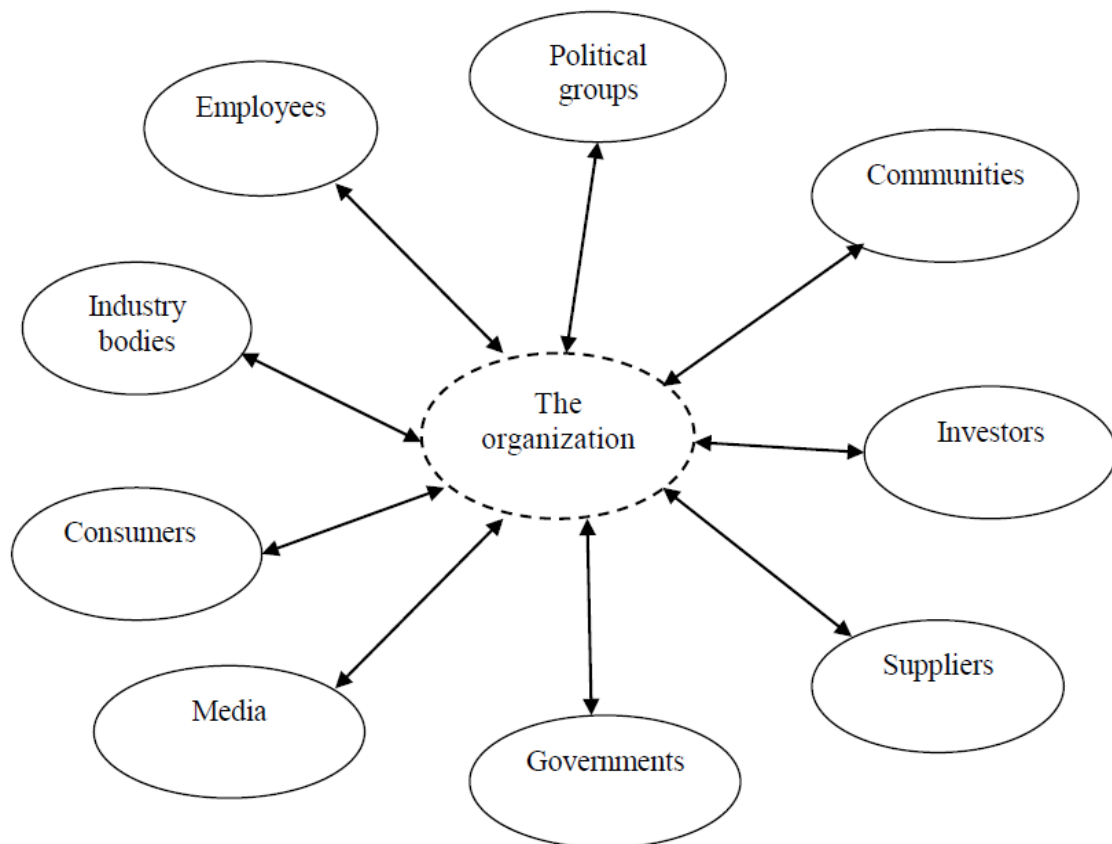 Political
groups
Employees
Communities
Industry
bodies
The
organization
Investors
Consumers
Suppliers
Media
Governments